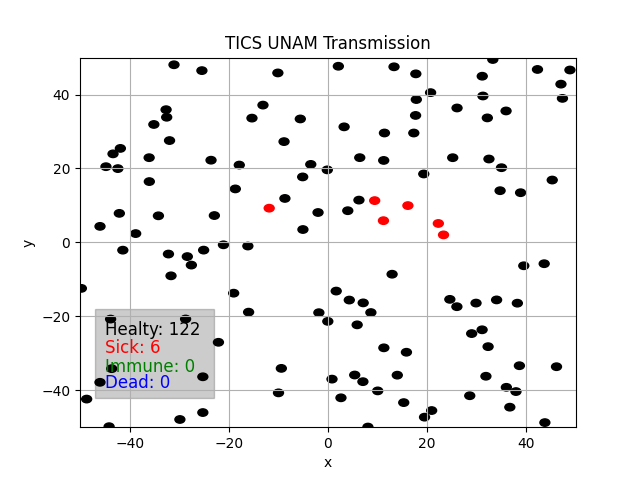 TICS UNAM Transmission
y
40
20
0
−20
−40
Healty: 122
Sick: 6
Immune: 0
Dead: 0
−40 −20 0 20 40
x